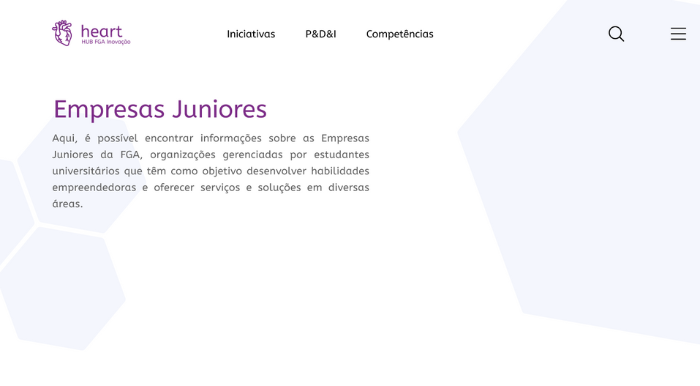 heart
HUB FGA Inovação
Iniciativas P&D&I Competências
Empresas Juniores
Aqui, é possível encontrar informações sobre as Empresas
Juniores da FGA, organizações gerenciadas por estudantes
universitários que têm como objetivo desenvolver habilidades
empreendedoras e oferecer serviços e soluções em diversas
áreas.